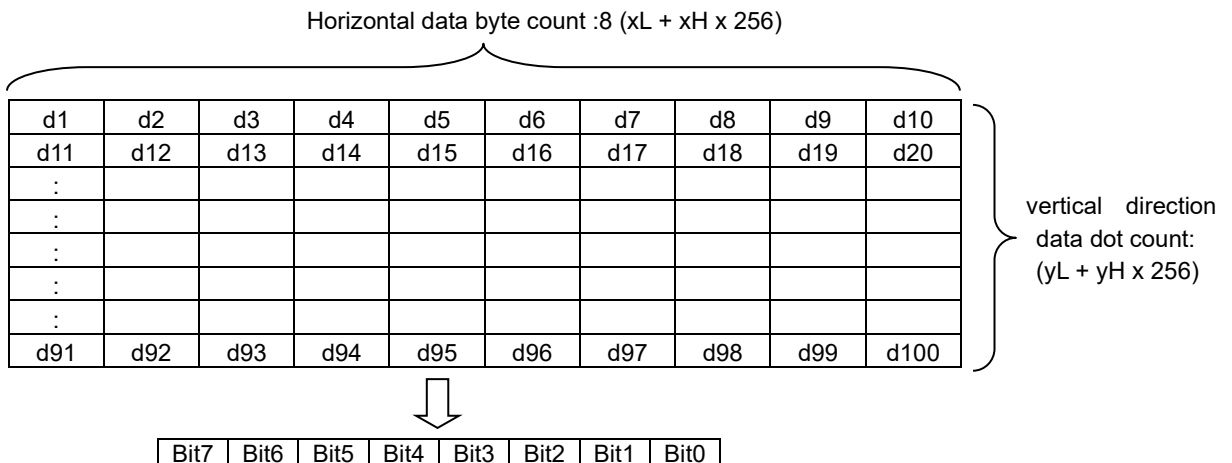 Horizontal data byte count :8 (xL + xH x 256)
d1 d2 d3 d4 d5 d6 d7 d8 d9 d10
d11 d12 d13 d14 d15 d16 d17 d18 d19 d20
:
:
:
:
:
d91 d92 d93 d94 d95 d96 d97 d98 d99 d100
vertical direction
data dot count:
(yL + yH x 256)
Bit7 Bit6 Bit5 Bit4 Bit3 Bit2 Bit1 Bit0